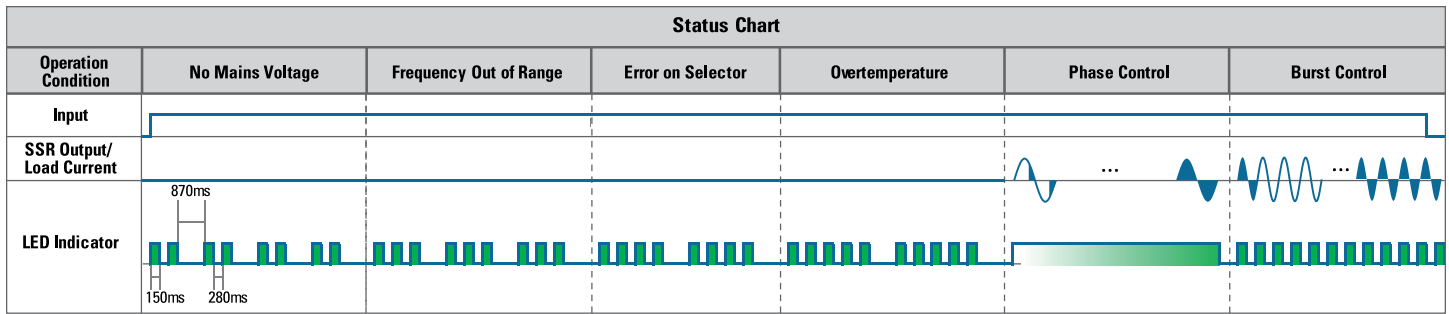 Status Chart
Operation Condition
No Mains Voltage
Frequency Out of Range
Error on Selector
Overtemperature
Phase Control
Burst Control
Input
SSR Output/
Load Current
...
...
870ms
LED Indicator
150ms
280ms